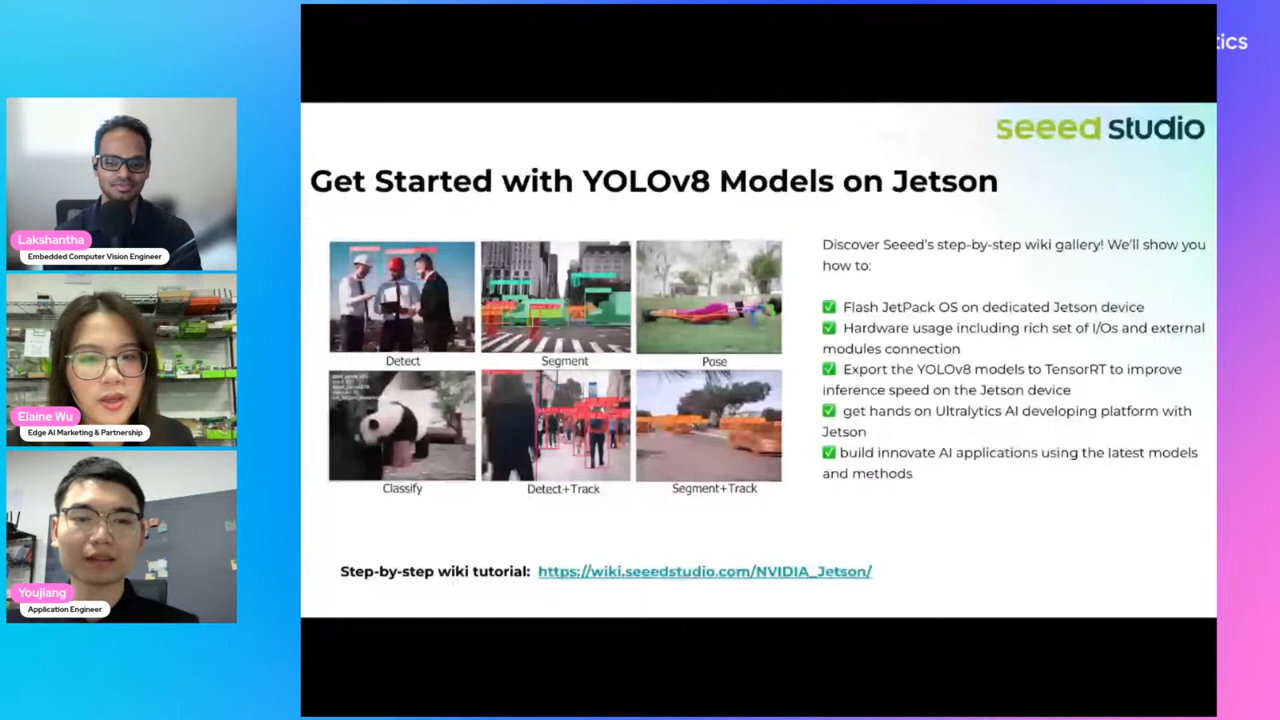 tics
seeed studio
Get Started with YOLOv8 Models on Jetson
Discover Seeed's step-by-step wiki gallery! We'll show you
how to:
✅ Flash JetPack OS on dedicated Jetson device
✅ Hardware usage including rich set of I/Os and external
modules connection
✅ Export the YOLOv8 models to TensorRT to improve
inference speed on the Jetson device
✅ get hands on Ultralytics AI developing platform with
Jetson
✅ build innovate AI applications using the latest models
and methods
Detect
Segment
Pose
Classify
Detect+Track
Segment+Track
Step-by-step wiki tutorial: https://wiki.seeedstudio.com/NVIDIA_Jetson/
Lakshantha
Embedded Computer Vision Engineer
Elaine Wu
Edge AI Marketing & Partnership
Youjiang
Application Engineer